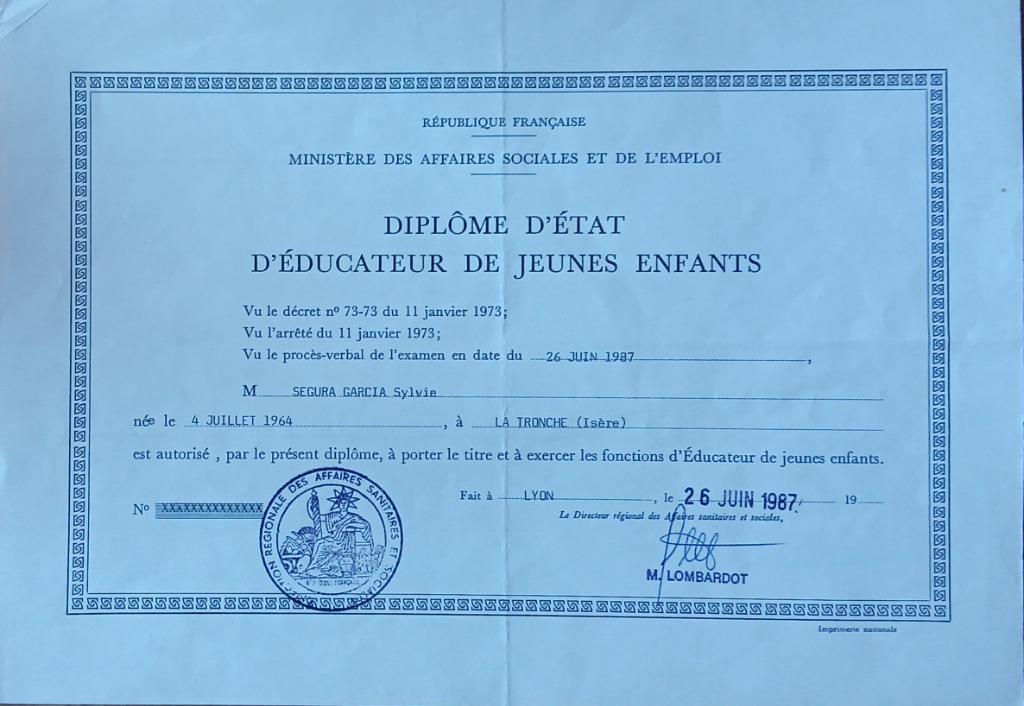 RÉPUBLIQUE FRANÇAISE
MINISTÈRE DES AFFAIRES SOCIALES ET DE L'EMPLOI
DIPLÔME D'ÉTAT
D'ÉDUCATEUR DE JEUNES ENFANTS
Vu le décret nº 73-73 du 11 janvier 1973;
Vu l'arrêté du 11 janvier 1973;
Vu le procès-verbal de l'examen en date du 26 JUIN 1987,
M SEGURA GARCIA Sylvie
née le 4 JUILLET 1964, à LA TRONCHE (Isère)
est autorisé, par le présent diplôme, à porter le titre et à exercer les fonctions d'Éducateur de jeunes enfants.
Fait à LYON, le 26 JUIN 1987 19
Nº XXXXXXXXXXXXXX
Le Directeur régional des Affaires sanitaires et sociales,
M. LOMBARDOT
DIRECTION REGIONALE DES AFFAIRES SANITAIRES ET SOCIALES
Imprimerie nationale